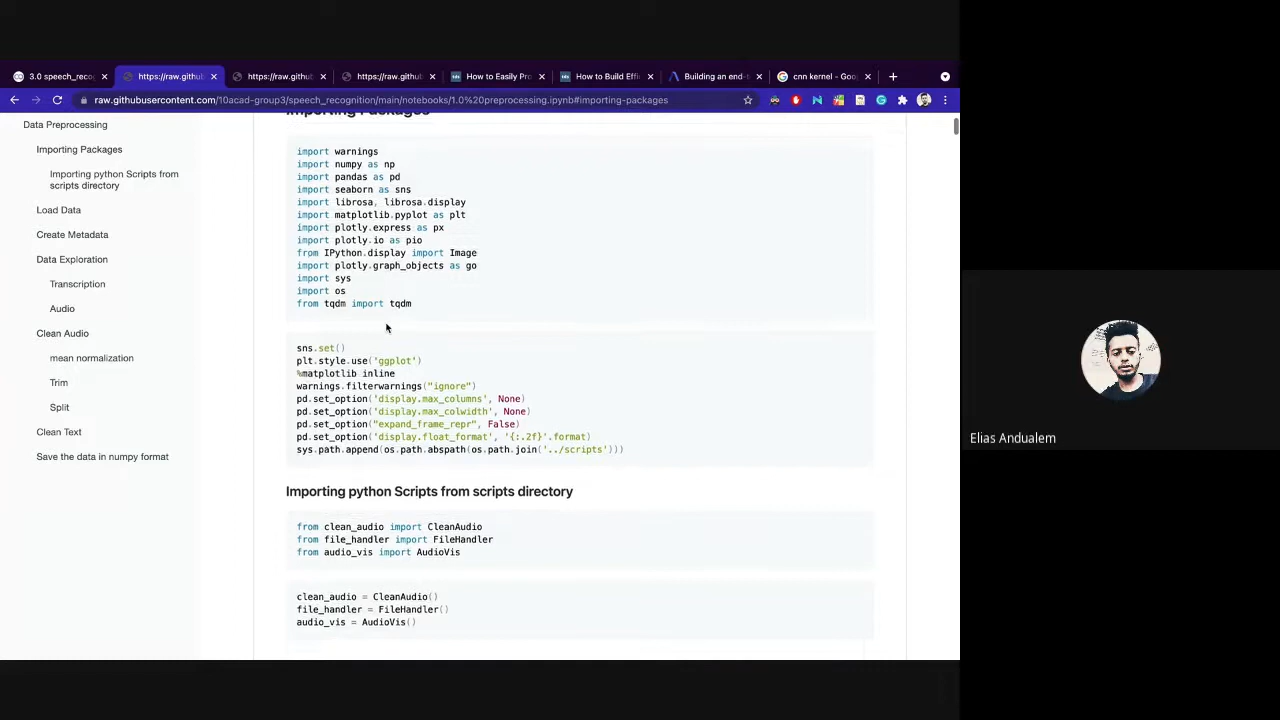 3.0 speech_recog
https://raw.github
https://raw.github
https://raw.github
How to Easily Pro
How to Build Effi
Building an end-t
cnn kernel - Goo
raw.githubusercontent.com/10acad-group3/speech_recognition/main/notebooks/1.0%20preprocessing.ipynb#importing-packages
Data Preprocessing
Importing Packages
Importing python Scripts from
scripts directory
Load Data
Create Metadata
Data Exploration
Transcription
Audio
Clean Audio
mean normalization
Trim
Split
Clean Text
Save the data in numpy format
Importing Packages
import warnings
import numpy as np
import pandas as pd
import seaborn as sns
import librosa, librosa.display
import matplotlib.pyplot as plt
import plotly.express as px
import plotly.io as pio
from IPython.display import Image
import plotly.graph_objects as go
import sys
import os
from tqdm import tqdm
sns.set()
plt.style.use('ggplot')
%matplotlib inline
warnings.filterwarnings("ignore")
pd.set_option('display.max_columns', None)
pd.set_option('display.max_colwidth', None)
pd.set_option("expand_frame_repr", False)
pd.set_option('display.float_format', '{:.2f}'.format)
sys.path.append(os.path.abspath(os.path.join('../scripts')))
Importing python Scripts from scripts directory
from clean_audio import CleanAudio
from file_handler import FileHandler
from audio_vis import AudioVis
clean_audio = CleanAudio()
file_handler = FileHandler()
audio_vis = AudioVis()
Elias Andualem